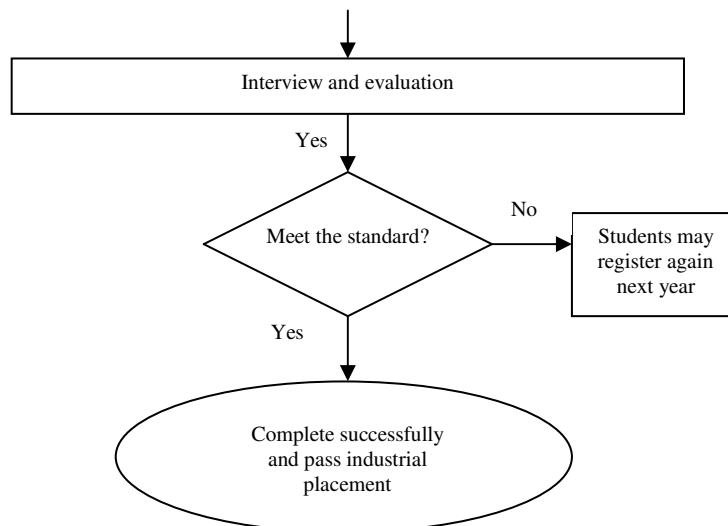 Interview and evaluation
Yes
Meet the standard?
No
Students may
register again
next year
Yes
Complete successfully
and pass industrial
placement